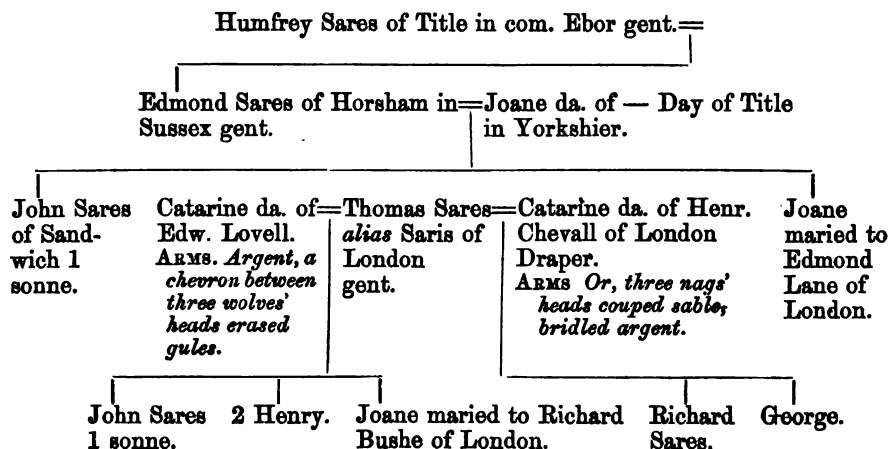 Humfrey Sares of Title in com. Ebor gent.=
Edmond Sares of Horsham in=Joane da. of — Day of Title
Sussex gent.
in Yorkshier.
John Sares
of Sand-
wich 1
sonne.
Catarine da. of=
Edw. Lovell.
ARMS. Argent, a
chevron between
three wolves'
heads erased
gules.
Thomas Sares=
alias Saris of
London
gent.
Catarine da. of Henr.
Chevall of London
Draper.
ARMS Or, three nags'
heads couped sable,
bridled argent.
Joane
maried to
Edmond
Lane of
London.
John Sares
1 sonne.
2 Henry.
Joane maried to Richard
Bushe of London.
Richard
Sares.
George.